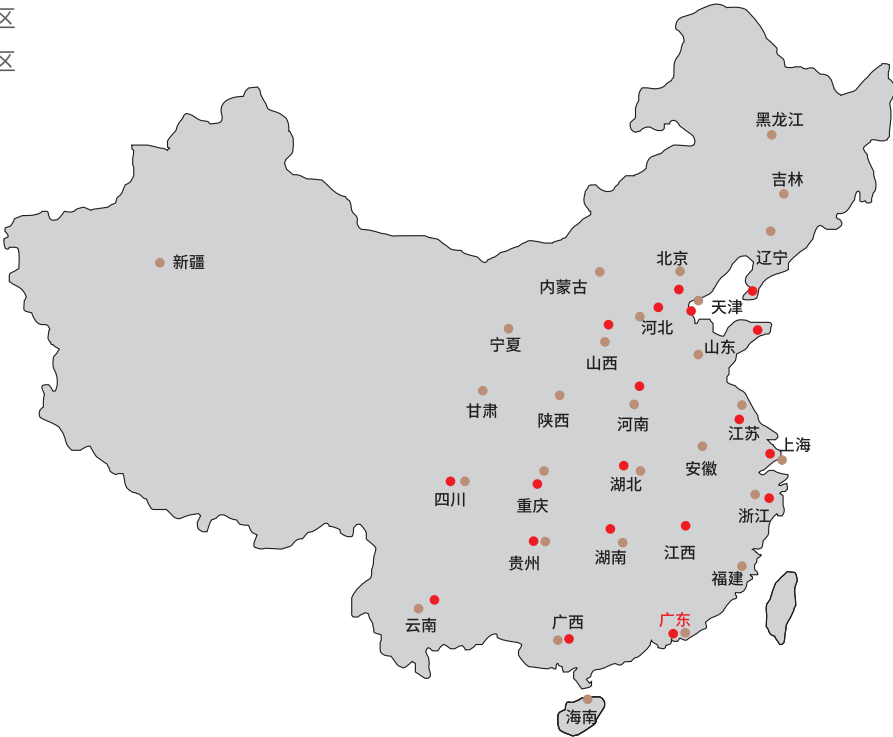 区
区
黑龙江
吉林
辽宁
北京
新疆
内蒙古
天津
河北
宁夏
山西
山东
甘肃
陕西
河南
江苏
上海
安徽
四川
重庆
湖北
浙江
贵州
湖南
江西
福建
云南
广西
广东
海南